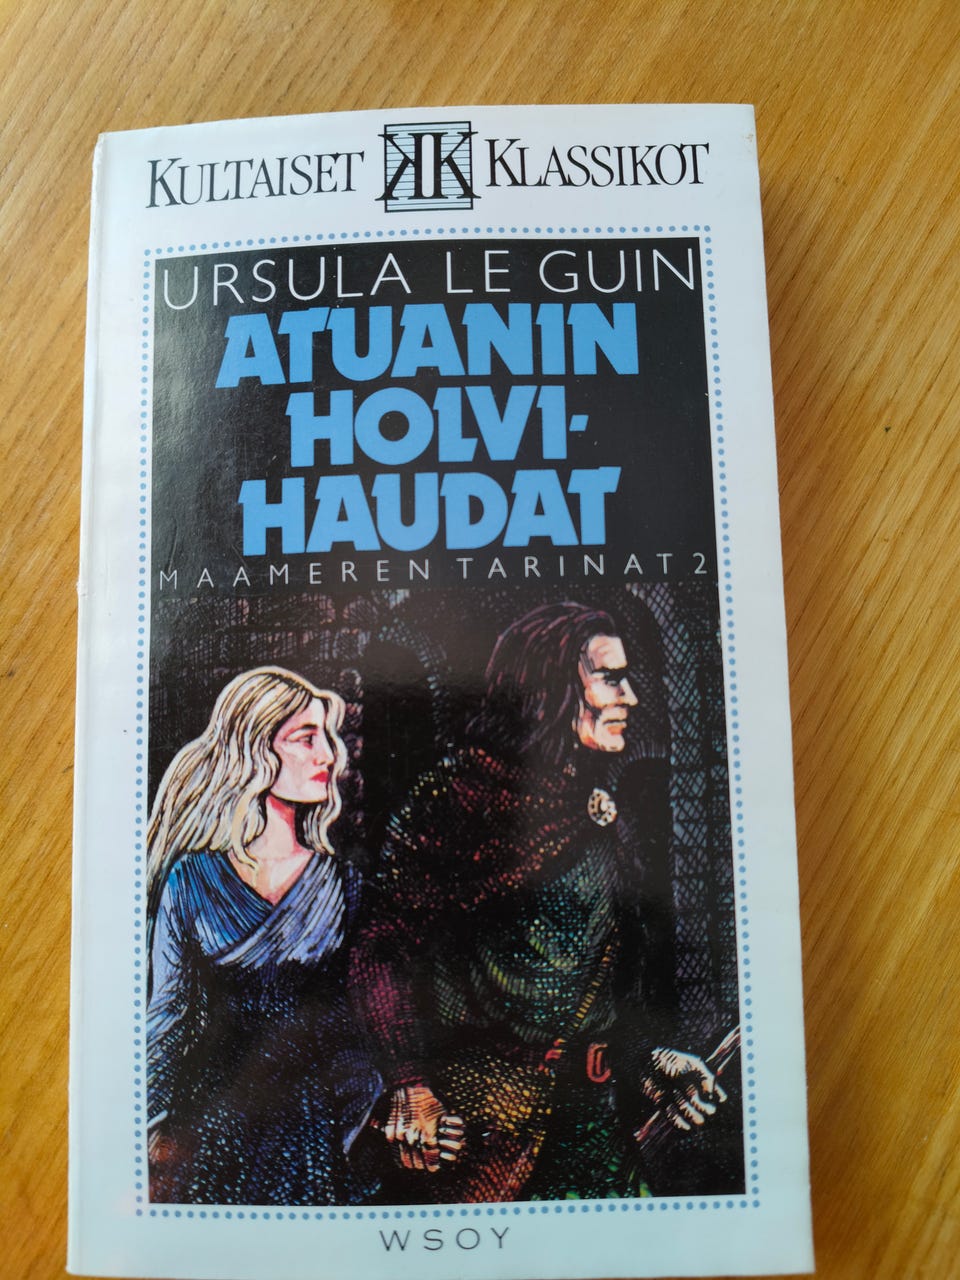 KULTAISET KK KLASSIKOT
URSULA LE GUIN
ATUANIN
HOLVI-
HAUDAT
MAAMEREN TARINAT 2
WSOY